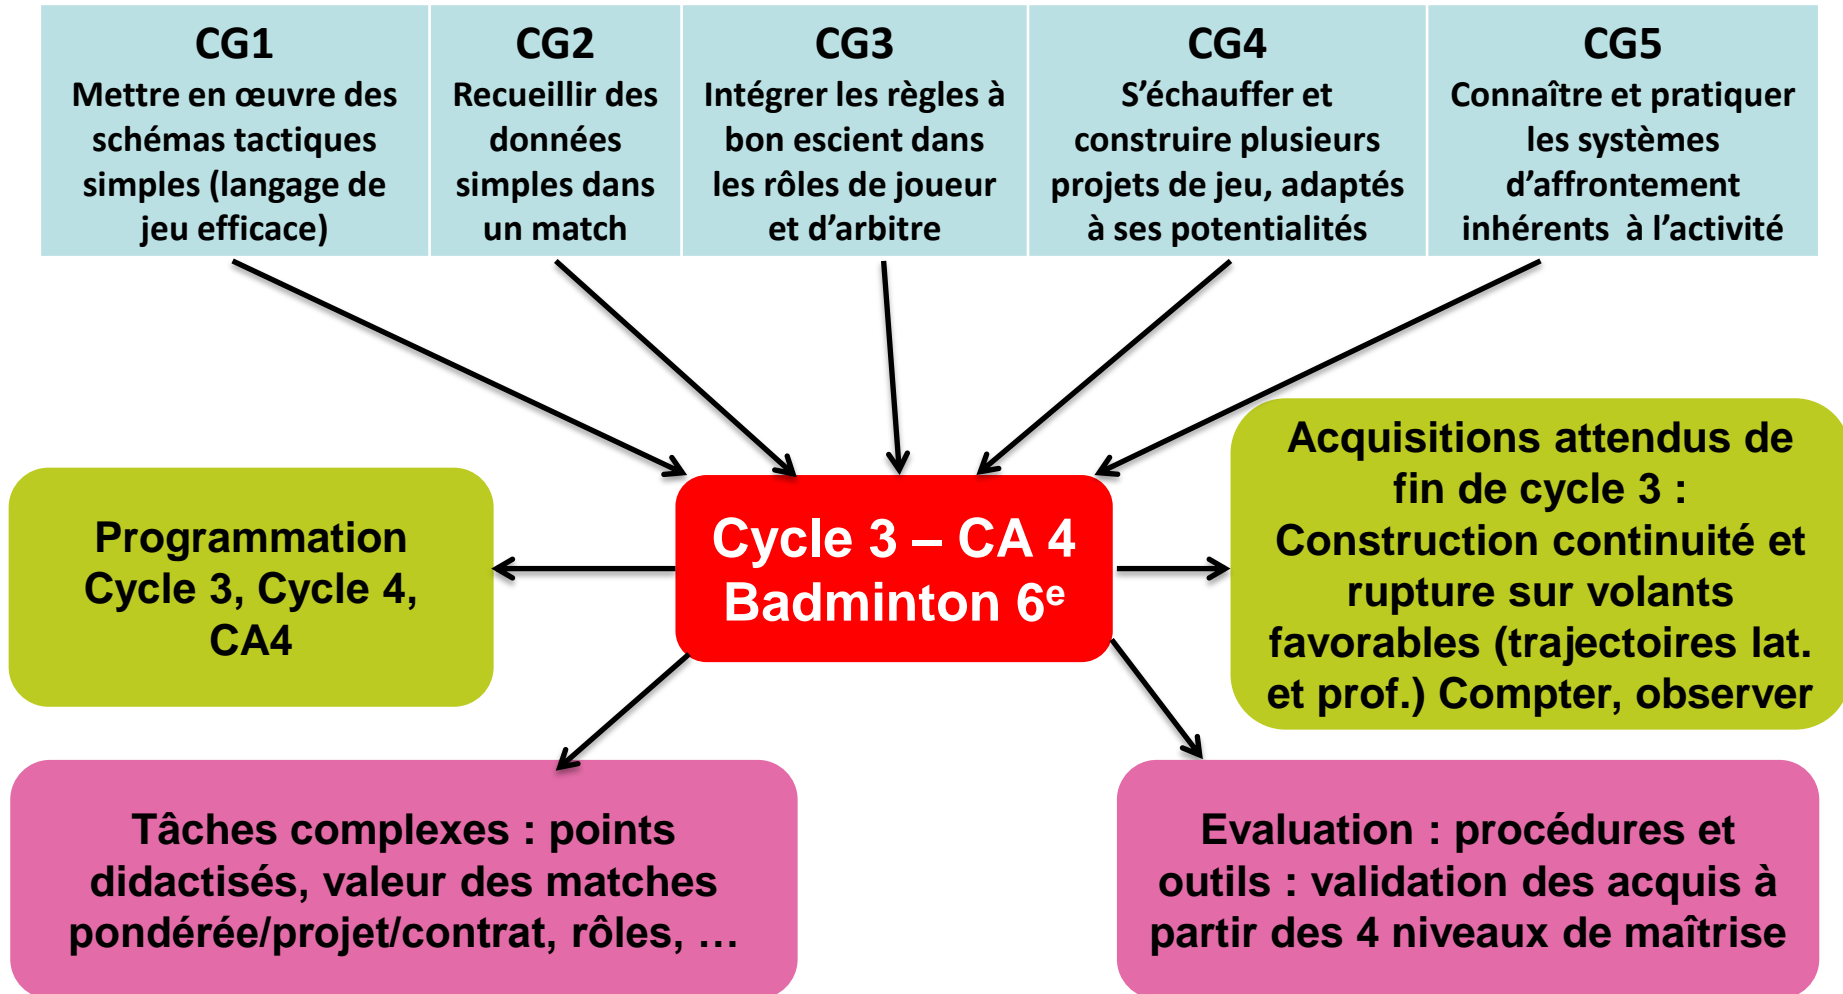 CG1
Mettre en œuvre des
schémas tactiques
simples (langage de
jeu efficace)
CG2
Recueillir des
données
simples dans
un match
CG3
Intégrer les règles à
bon escient dans
les rôles de joueur
et d’arbitre
CG4
S’échauffer et
construire plusieurs
projets de jeu, adaptés
à ses potentialités
CG5
Connaître et pratiquer
les systèmes
d’affrontement
inhérents à l’activité
Programmation
Cycle 3, Cycle 4,
CA4
Cycle 3 – CA 4
Badminton 6e
Acquisitions attendus de
fin de cycle 3 :
Construction continuité et
rupture sur volants
favorables (trajectoires lat.
et prof.) Compter, observer
Tâches complexes : points
didactisés, valeur des matches
pondérée/projet/contrat, rôles, …
Evaluation : procédures et
outils : validation des acquis à
partir des 4 niveaux de maîtrise